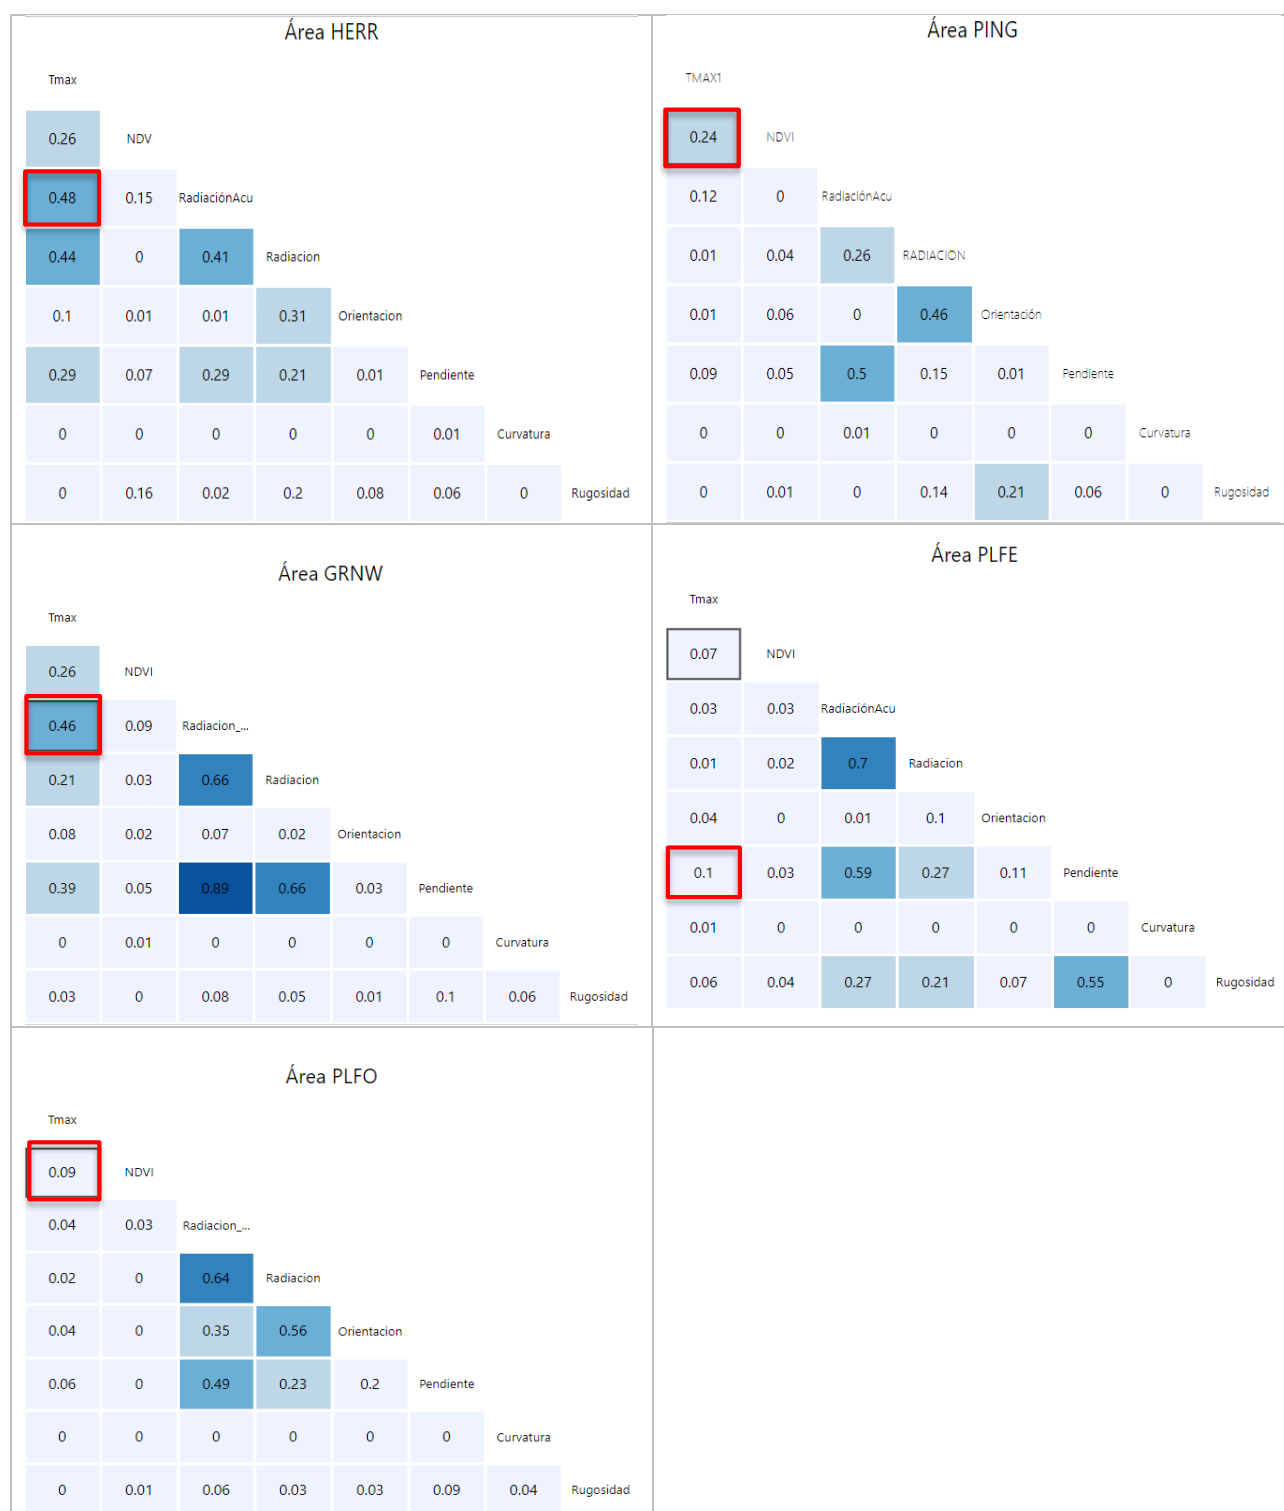 Área HERR
Tmax
0.26 NDV
0.48 0.15 RadiaciónAcu
0.44 0 0.41 Radiacion
0.1 0.01 0.01 0.31 Orientacion
0.29 0.07 0.29 0.21 0.01 Pendiente
0 0 0 0 0 0.01 Curvatura
0 0.16 0.02 0.2 0.08 0.06 0 Rugosidad
Área PING
TMAX1
0.24 NDVI
0.12 0 RadiaciónAcu
0.01 0.04 0.26 RADIACION
0.01 0.06 0 0.46 Orientación
0.09 0.05 0.5 0.15 0.01 Pendiente
0 0 0.01 0 0 0 Curvatura
0 0.01 0 0.14 0.21 0.06 0 Rugosidad
Área GRNW
Tmax
0.26 NDVI
0.46 0.09 Radiacion_...
0.21 0.03 0.66 Radiacion
0.08 0.02 0.07 0.02 Orientacion
0.39 0.05 0.89 0.66 0.03 Pendiente
0 0.01 0 0 0 0 Curvatura
0.03 0 0.08 0.05 0.01 0.1 0.06 Rugosidad
Área PLFE
Tmax
0.07 NDVI
0.03 0.03 RadiaciónAcu
0.01 0.02 0.7 Radiacion
0.04 0 0.01 0.1 Orientacion
0.1 0.03 0.59 0.27 0.11 Pendiente
0.01 0 0 0 0 0 Curvatura
0.06 0.04 0.27 0.21 0.07 0.55 0 Rugosidad
Área PLFO
Tmax
0.09 NDVI
0.04 0.03 Radiacion_...
0.02 0 0.64 Radiacion
0.04 0 0.35 0.56 Orientacion
0.06 0 0.49 0.23 0.2 Pendiente
0 0 0 0 0 0 Curvatura
0 0.01 0.06 0.03 0.03 0.09 0.04 Rugosidad